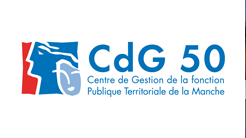 CdG 50
Centre de Gestion de la fonction
Publique Territoriale de la Manche